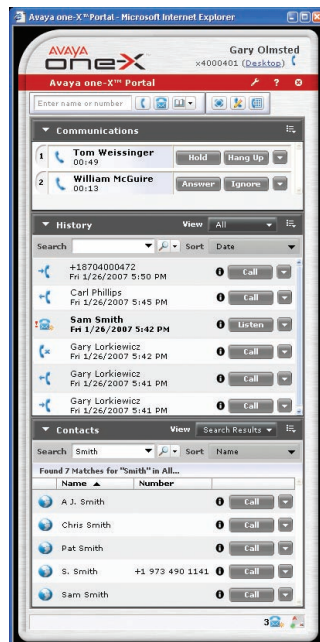 Avaya one-X™ Portal - Microsoft Internet Explorer
AVAYA
one-X™
Gary Olmsted
x4000401 (Desktop)
Avaya one-X™ Portal
?
Enter name or number
Communications
1 Tom Weissinger Hold Hang Up
00:49
2 William McGuire Answer Ignore
00:13
History View All
Search Sort Date
+18704000472 Call
Fri 1/26/2007 5:50 PM
Carl Phillips Call
Fri 1/26/2007 5:45 PM
Sam Smith Listen
Fri 1/26/2007 5:42 PM
Gary Lorkiewicz Call
Fri 1/26/2007 5:42 PM
Gary Lorkiewicz Call
Fri 1/26/2007 5:41 PM
Gary Lorkiewicz Call
Fri 1/26/2007 5:41 PM
Contacts View Search Results
Search Smith Sort Name
Found 7 Matches for "Smith" in All...
Name Number
A J. Smith Call
Chris Smith Call
Pat Smith Call
S. Smith +1 973 490 1141 Call
Sam Smith Call
3